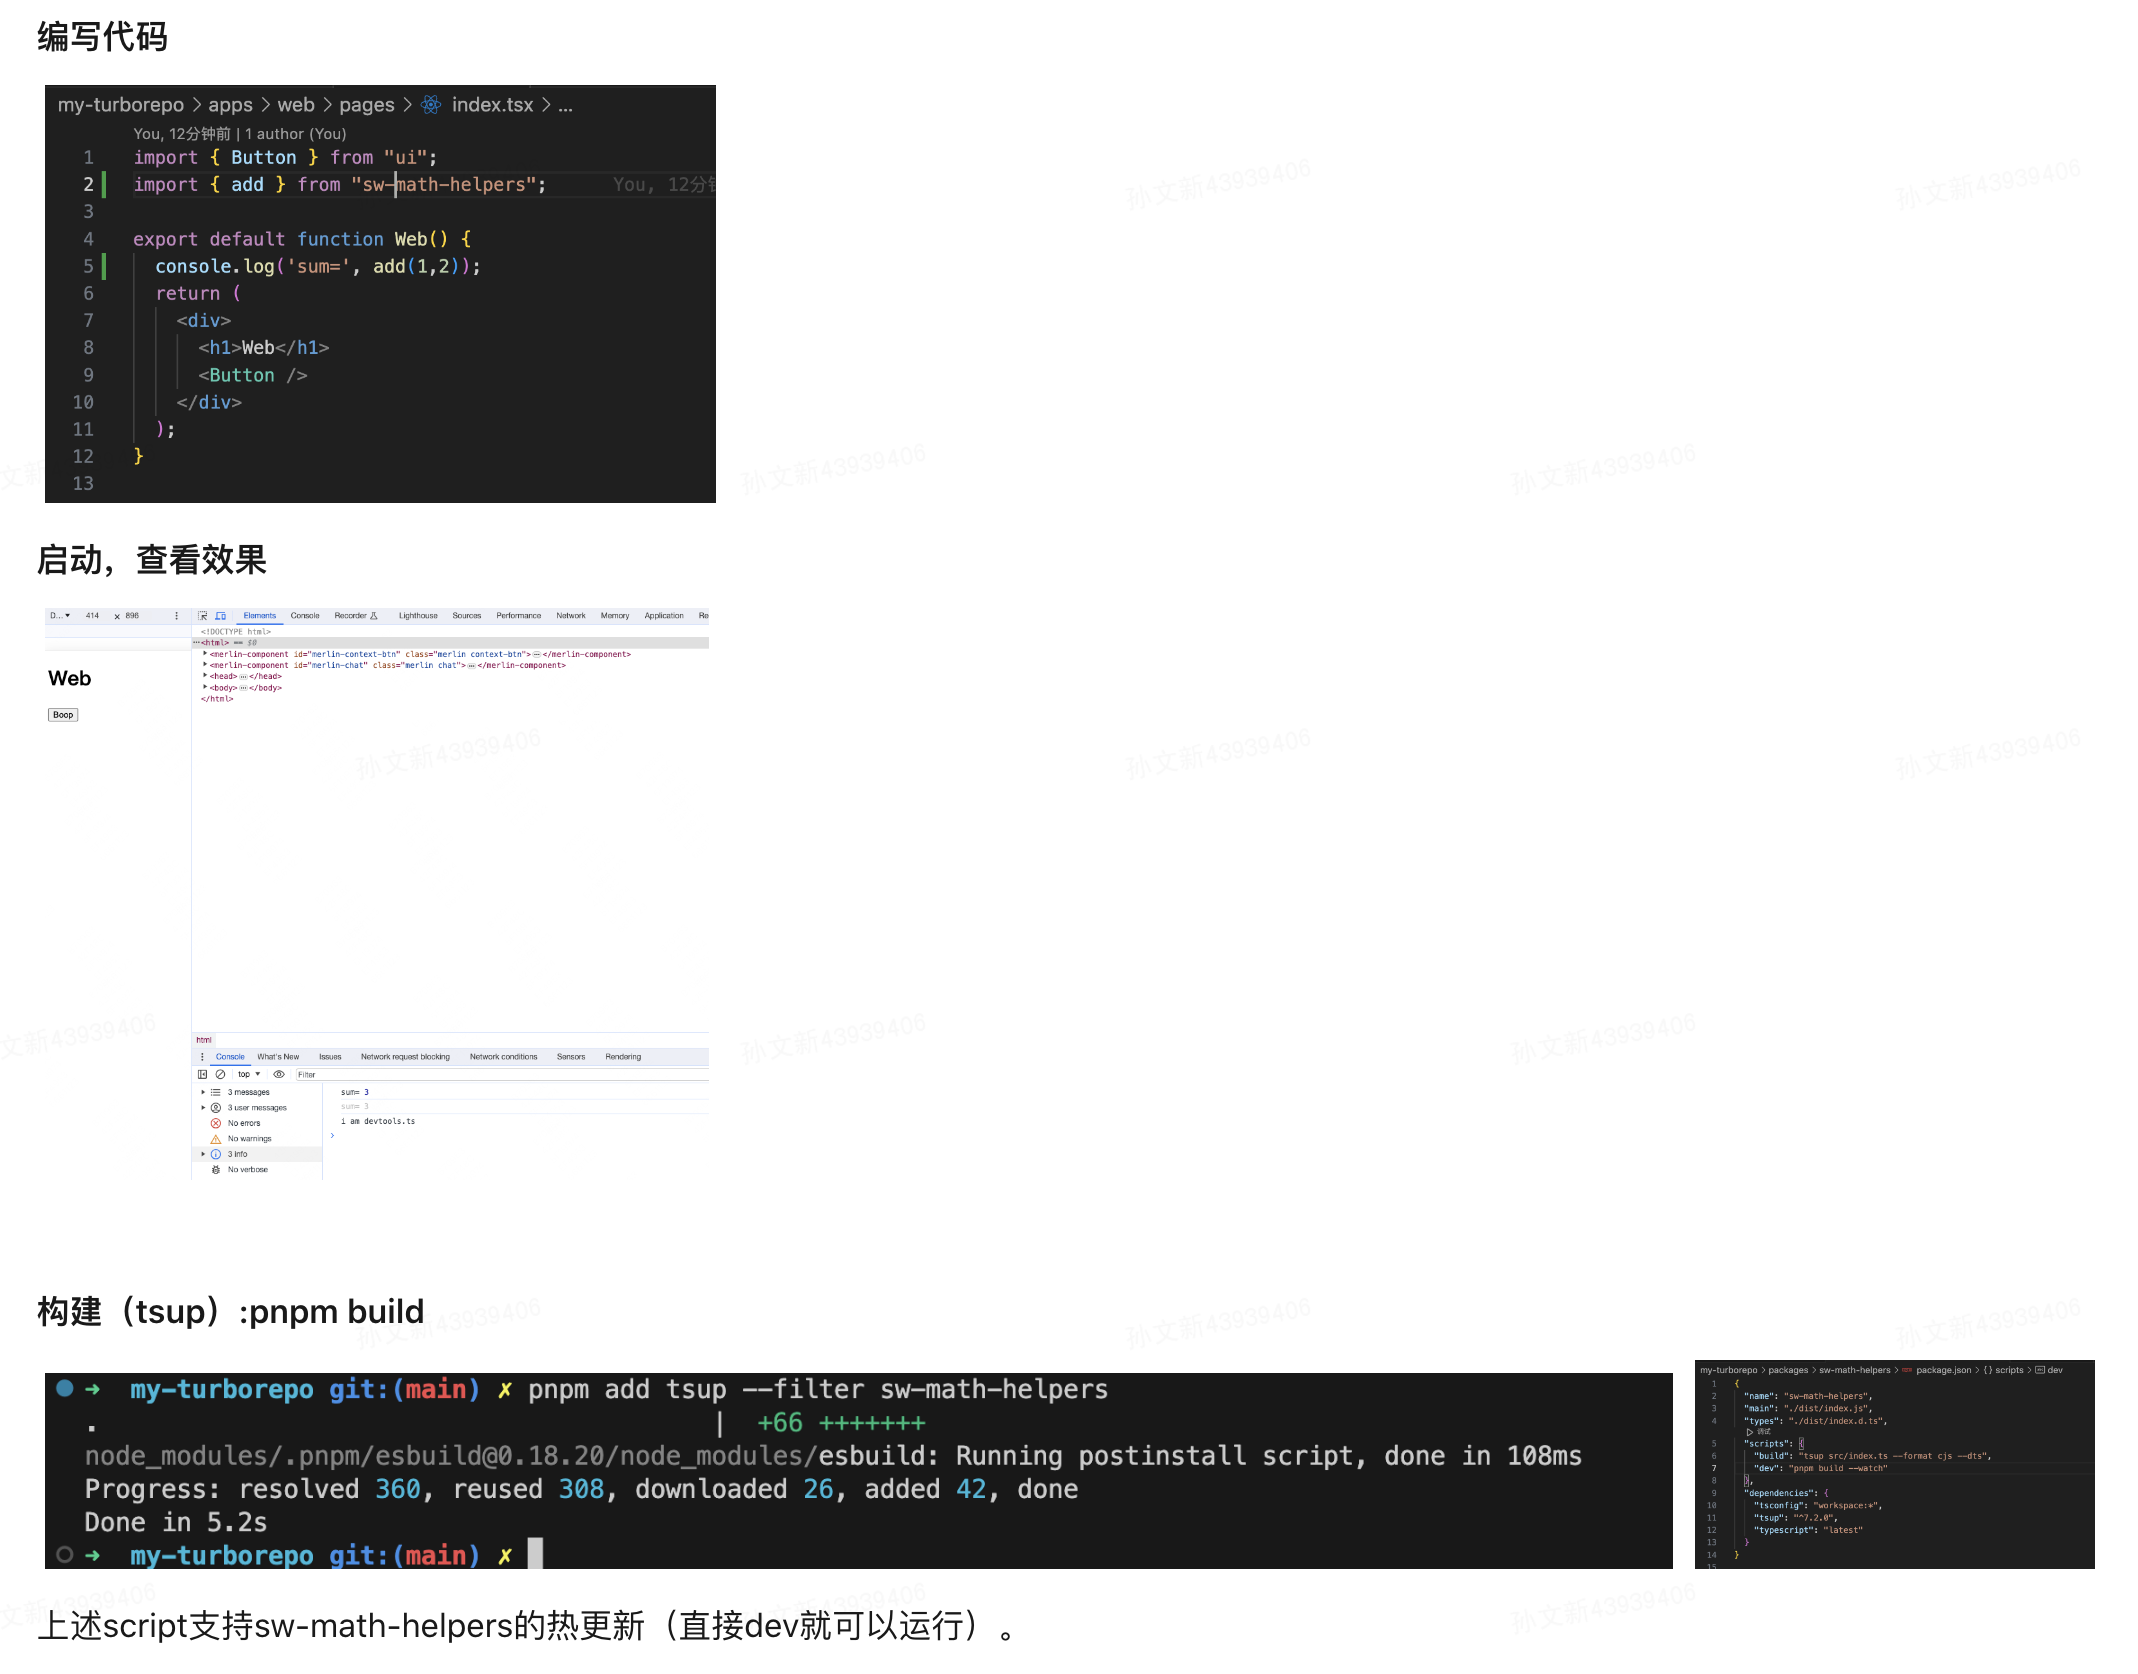 编写代码
my-turborepo > apps > web > pages > index.tsx > ...
You, 12分钟前 | 1 author (You)
1 import { Button } from "ui";
2 import { add } from "sw-math-helpers"; You, 12分钟
3
4 export default function Web() {
5 console.log('sum=', add(1,2));
6 return (
7 <div>
8 <h1>Web</h1>
9 <Button />
10 </div>
11 );
12 }
13
启动，查看效果
D... ▼ 414 × 896 Elements Console Recorder Lighthouse Sources Performance Network Memory Application Re
<!DOCTYPE html>
···<html> == $0
▶<merlin-component id="merlin-context-btn" class="merlin context-btn">…</merlin-component>
▶<merlin-component id="merlin-chat" class="merlin chat">…</merlin-component>
▶<head>…</head>
▶<body>…</body>
</html>
Web
Boop
html
Console What's New Issues Network request blocking Network conditions Sensors Rendering
top ▼ Filter
3 messages
3 user messages
No errors
No warnings
3 info
No verbose
sum= 3
sum= 3
i am devtools.ts
构建（tsup）:pnpm build
➜ my-turborepo git:(main) ✗ pnpm add tsup --filter sw-math-helpers
. | +66 +++++++
node_modules/.pnpm/esbuild@0.18.20/node_modules/esbuild: Running postinstall script, done in 108ms
Progress: resolved 360, reused 308, downloaded 26, added 42, done
Done in 5.2s
➜ my-turborepo git:(main) ✗
my-turborepo > packages > sw-math-helpers > package.json > {} scripts > dev
1 {
2 "name": "sw-math-helpers",
3 "main": "./dist/index.js",
4 "types": "./dist/index.d.ts",
▷ 调试
5 "scripts": {
6 "build": "tsup src/index.ts --format cjs --dts",
7 "dev": "pnpm build --watch"
8 },
9 "dependencies": {
10 "tsconfig": "workspace:*",
11 "tsup": "^7.2.0",
12 "typescript": "latest"
13 }
14 }
15
上述script支持sw-math-helpers的热更新（直接dev就可以运行）。
孙文新43939406